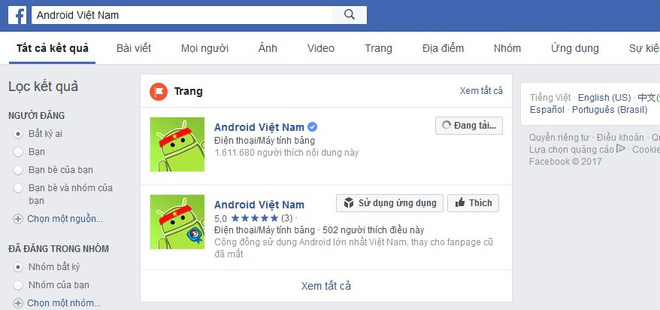 Android Việt Nam
Tất cả kết quả Bài viết Mọi người Ảnh Video Trang Địa điểm Nhóm Ứng dụng Sự kiệ
Lọc kết quả
NGƯỜI ĐĂNG
Bất kỳ ai
Bạn
Bạn bè của bạn
Bạn bè và nhóm của bạn
Chọn một nguồn...
ĐÃ ĐĂNG TRONG NHÓM
Nhóm bất kỳ
Nhóm của bạn
Chọn một nhóm...
Trang Xem tất cả
Android Việt Nam
Đang tải...
Điện thoại/Máy tính bảng
1.611.680 người thích nội dung này
Android Việt Nam
Sử dụng ứng dụng Thích
5,0 ★★★★★ (3) ·
Điện thoại/Máy tính bảng · 502 người thích điều này
Cộng đồng sử dụng Android lớn nhất Việt Nam, thay cho fanpage cũ
đã mất
Xem tất cả
Tiếng Việt · English (US) · 中文(
Español · Português (Brasil)
Quyền riêng tư · Điều khoản · Qu
Lựa chọn quảng cáo · Cookie
Facebook © 2017